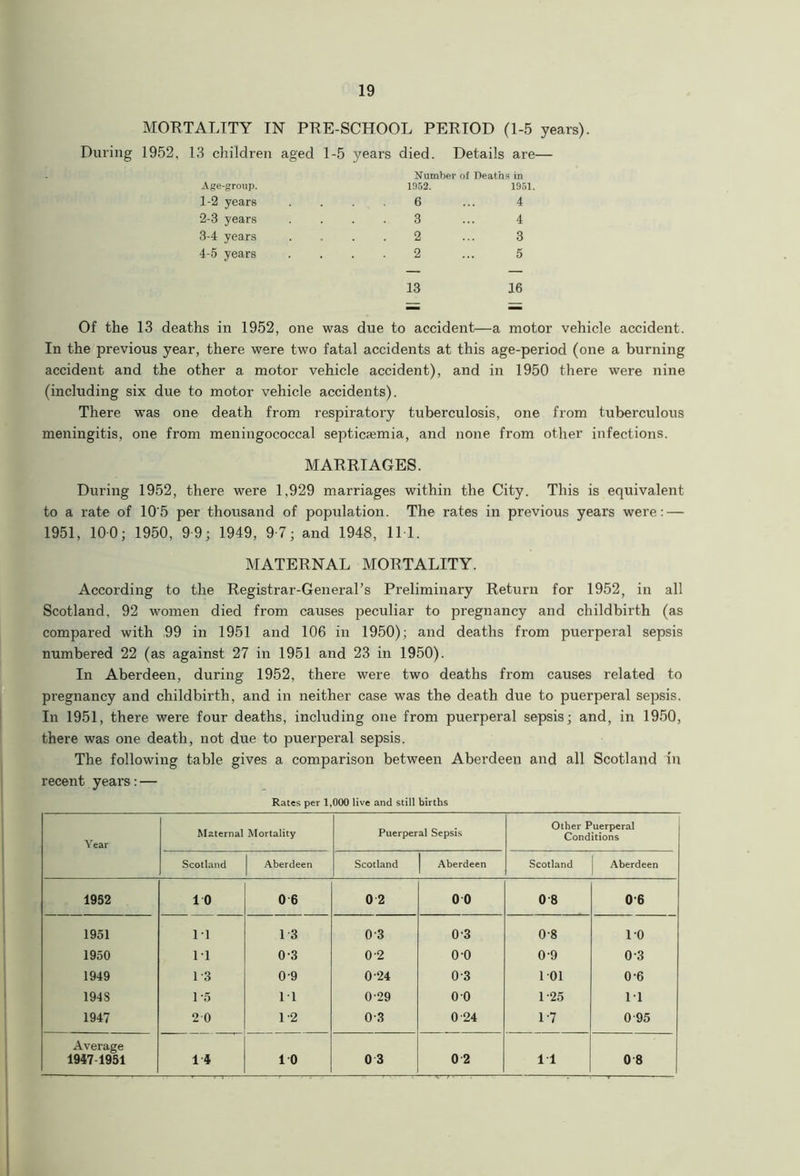 19
MORTALITY IN PRE-SCHOOL PERIOD (1-5 years).
During 1952, 13 children aged 1-5 years died. Details are—
Number of Deaths in
Age-group. 1952. 1951.
1-2 years . . . . 6 ... 4
2-3 years . . . . 3 ... 4
3-4 years . . . . 2 ... 3
4-5 years . . . . 2 ... 5
13 16
Of the 13 deaths in 1952, one was due to accident—a motor vehicle accident.
In the previous year, there were two fatal accidents at this age-period (one a burning
accident and the other a motor vehicle accident), and in 1950 there were nine
(including six due to motor vehicle accidents).
There was one death from respiratory tuberculosis, one from tuberculous
meningitis, one from meningococcal septicæmia, and none from other infections.
MARRIAGES.
During 1952, there were 1,929 marriages within the City. This is equivalent
to a rate of 10·5 per thousand of population. The rates in previous years were:—
1951, 10·0; 1950, 9·9; 1949, 9·7; and 1948, 11·1.
MATERNAL MORTALITY.
According to the Registrar-General's Preliminary Return for 1952, in all
Scotland, 92 women died from causes peculiar to pregnancy and childbirth (as
compared with 99 in 1951 and 106 in 1950); and deaths from puerperal sepsis
numbered 22 (as against 27 in 1951 and 23 in 1950).
In Aberdeen, during 1952, there were two deaths from causes related to
pregnancy and childbirth, and in neither case was the death due to puerperal sepsis.
In 1951, there were four deaths, including one from puerperal sepsis; and, in 1950,
there was one death, not due to puerperal sepsis.
The following table gives a comparison between Aberdeen and all Scotland in
recent years:—
Rates per 1,000 live and still births
Year Maternal Mortality Puerperal Sepsis Other Puerperal Conditions
Scotland Aberdeen Scotland Aberdeen Scotland Aberdeen
1952 1·0 0·6 0·2 0·0 0·8 0·6
1951 1·1 1·3 0·3 0·3 0·8 1·0
1950 1·1 0·3 0·2 0·0 0·9 0·3
1949 1·3 0·9 0·24 0·3 1·01 0·6
1948 1·5 1·1 0·29 0·0 1·25 1·1
1947 2·0 1·2 0·3 0·24 1·7 0·95
Average
1947-1951 1·4 1·0 0·3 0·2 1·1 0·8